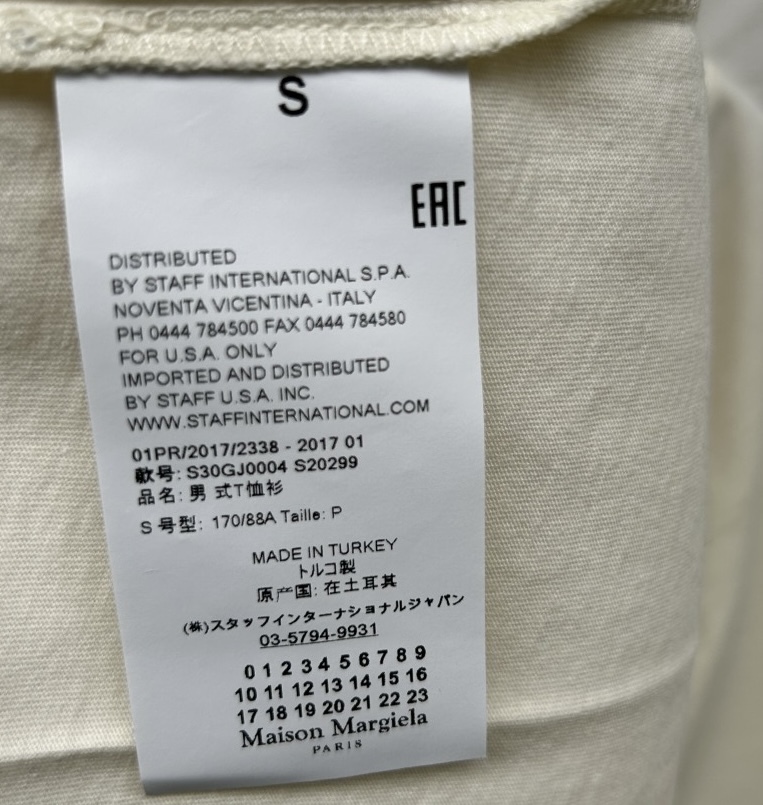 S
EAC
DISTRIBUTED
BY STAFF INTERNATIONAL S.P.A.
NOVENTA VICENTINA - ITALY
PH 0444 784500 FAX 0444 784580
FOR U.S.A. ONLY
IMPORTED AND DISTRIBUTED
BY STAFF U.S.A. INC.
WWW.STAFFINTERNATIONAL.COM
01PR/2017/2338 - 2017 01
款号: S30GJ0004 S20299
品名: 男 式T恤衫
S 号型: 170/88A Taille: P
MADE IN TURKEY
トルコ製
原产国: 在土耳其
(株)スタッフインターナショナルジャパン
03-5794-9931
0 1 2 3 4 5 6 7 8 9
10 11 12 13 14 15 16
17 18 19 20 21 22 23
Maison Margiela
PARIS